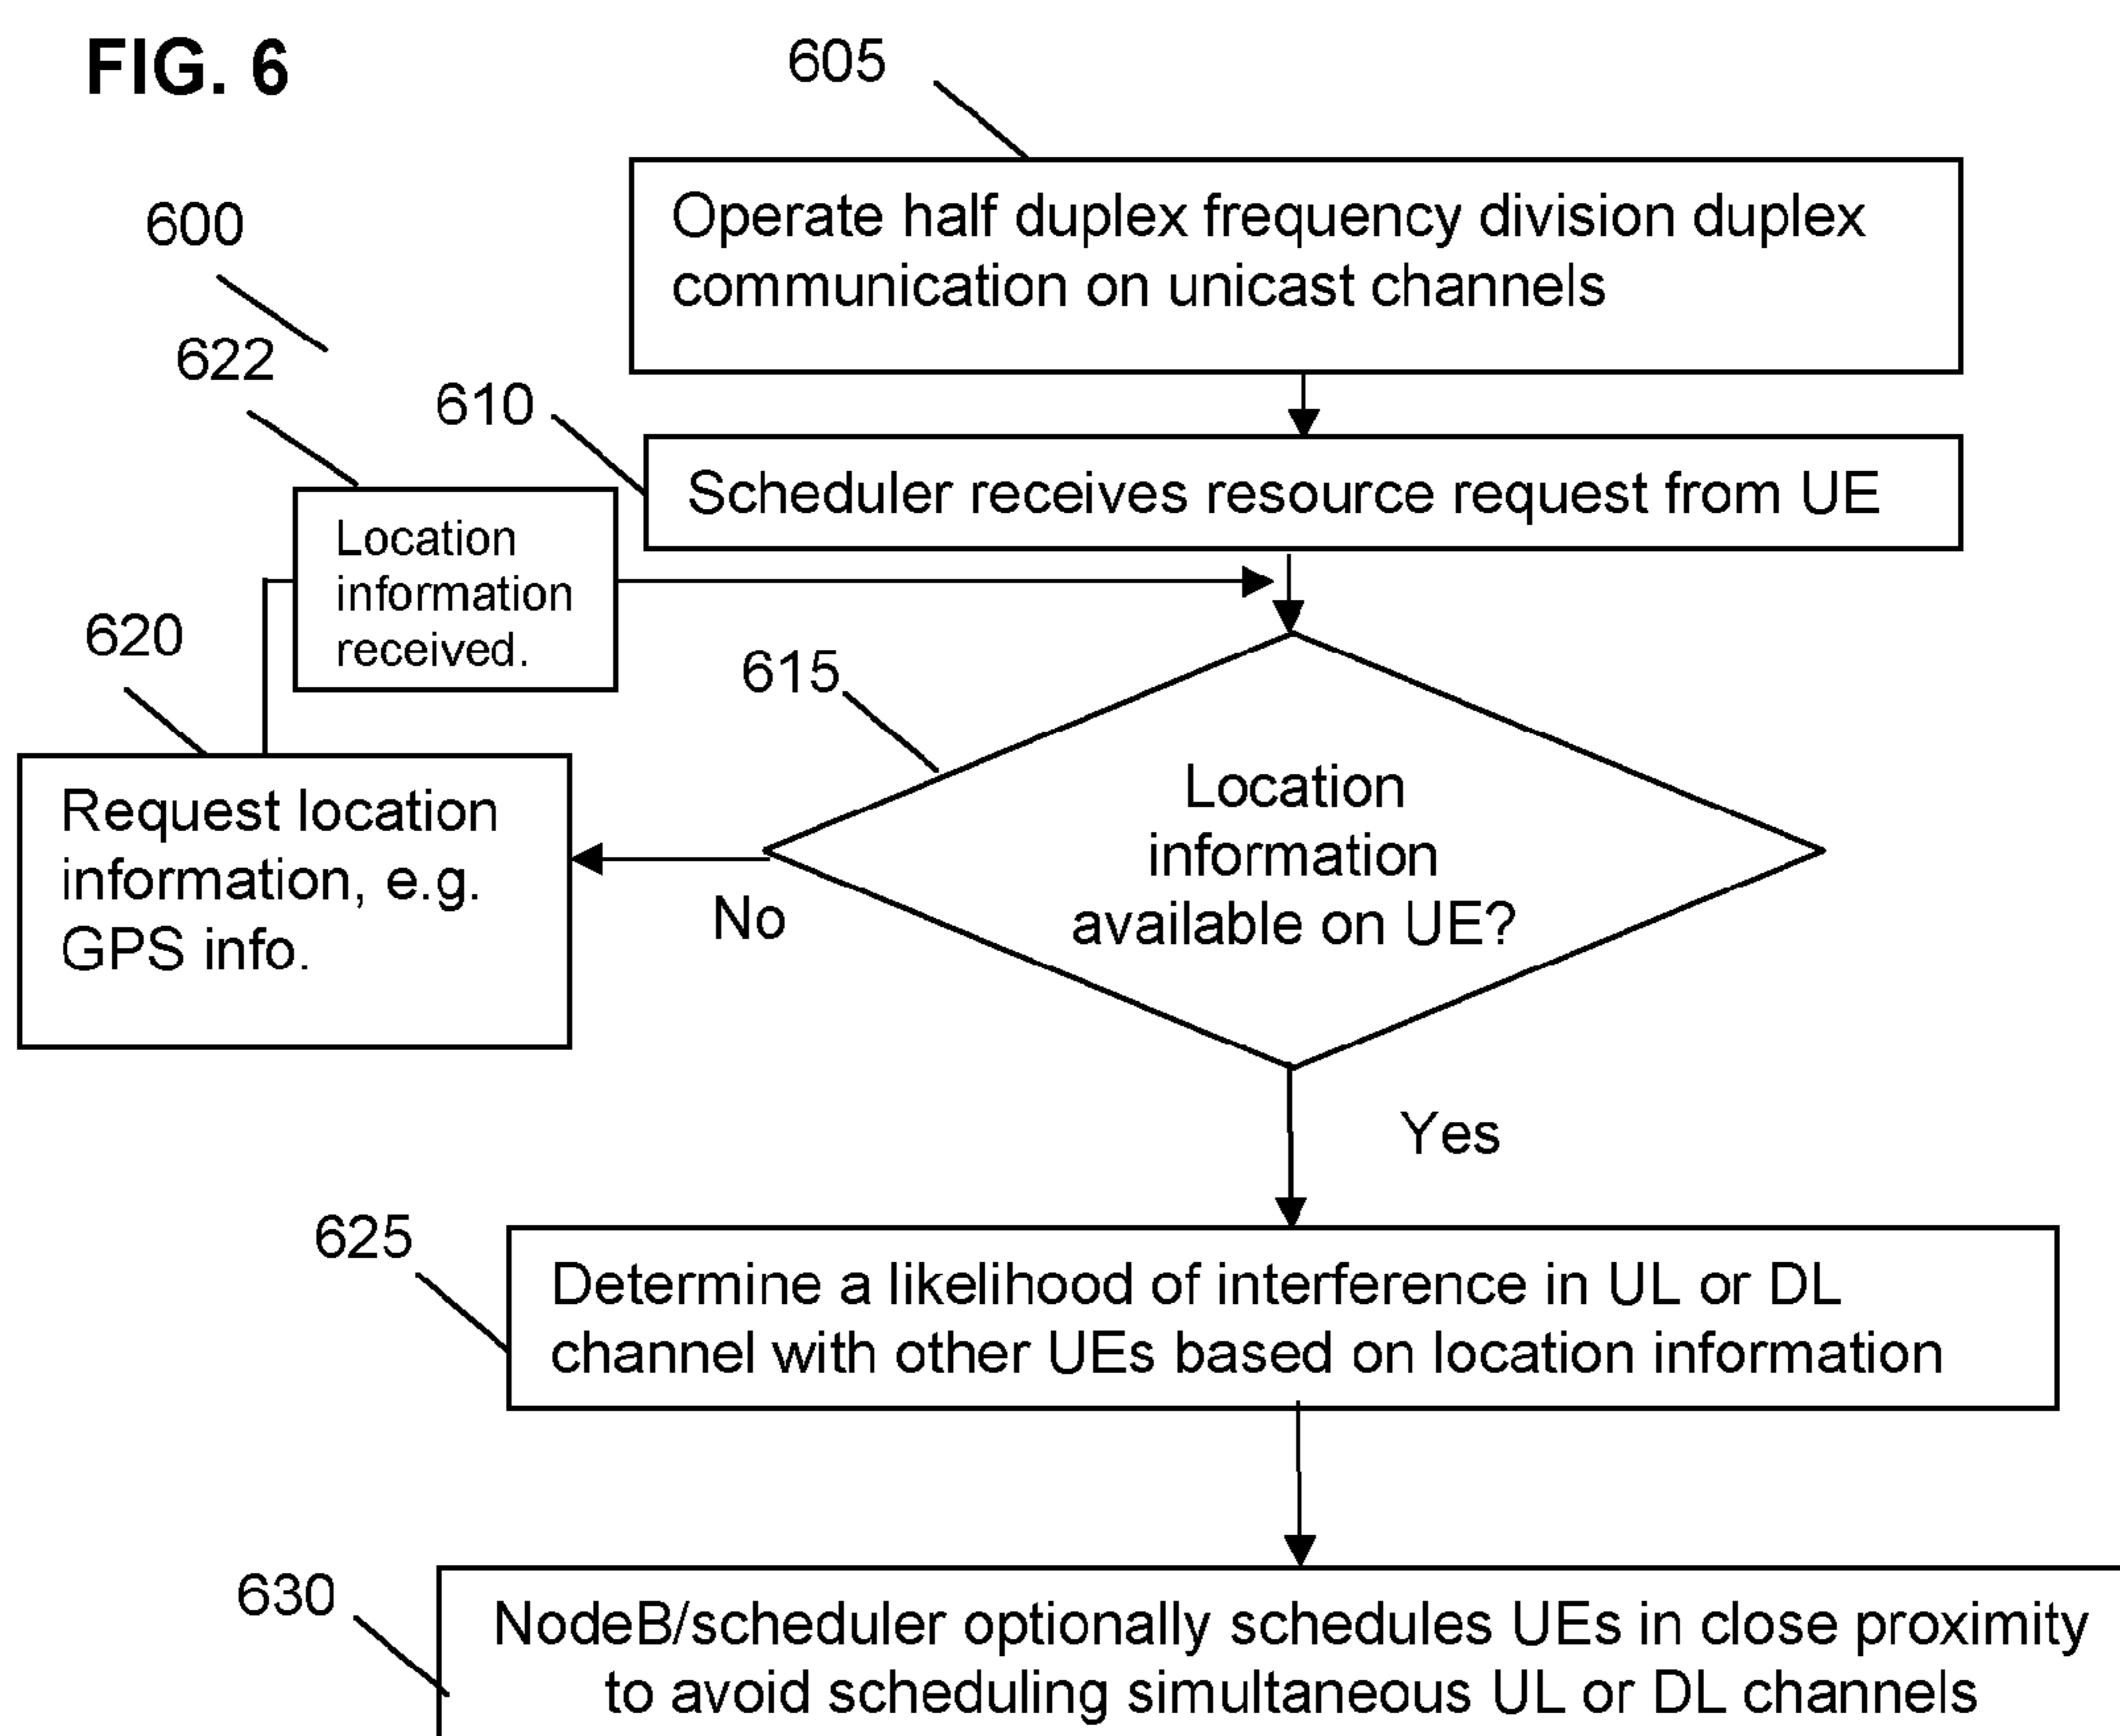 FIG. 6
605
Operate half duplex frequency division duplex
communication on unicast channels
600
622
610
Scheduler receives resource request from UE
Location
information
received.
620
615
Location
information
available on UE?
Request location
information, e.g.
GPS info.
No
Yes
625
Determine a likelihood of interference in UL or DL
channel with other UEs based on location information
630
NodeB/scheduler optionally schedules UEs in close proximity
to avoid scheduling simultaneous UL or DL channels